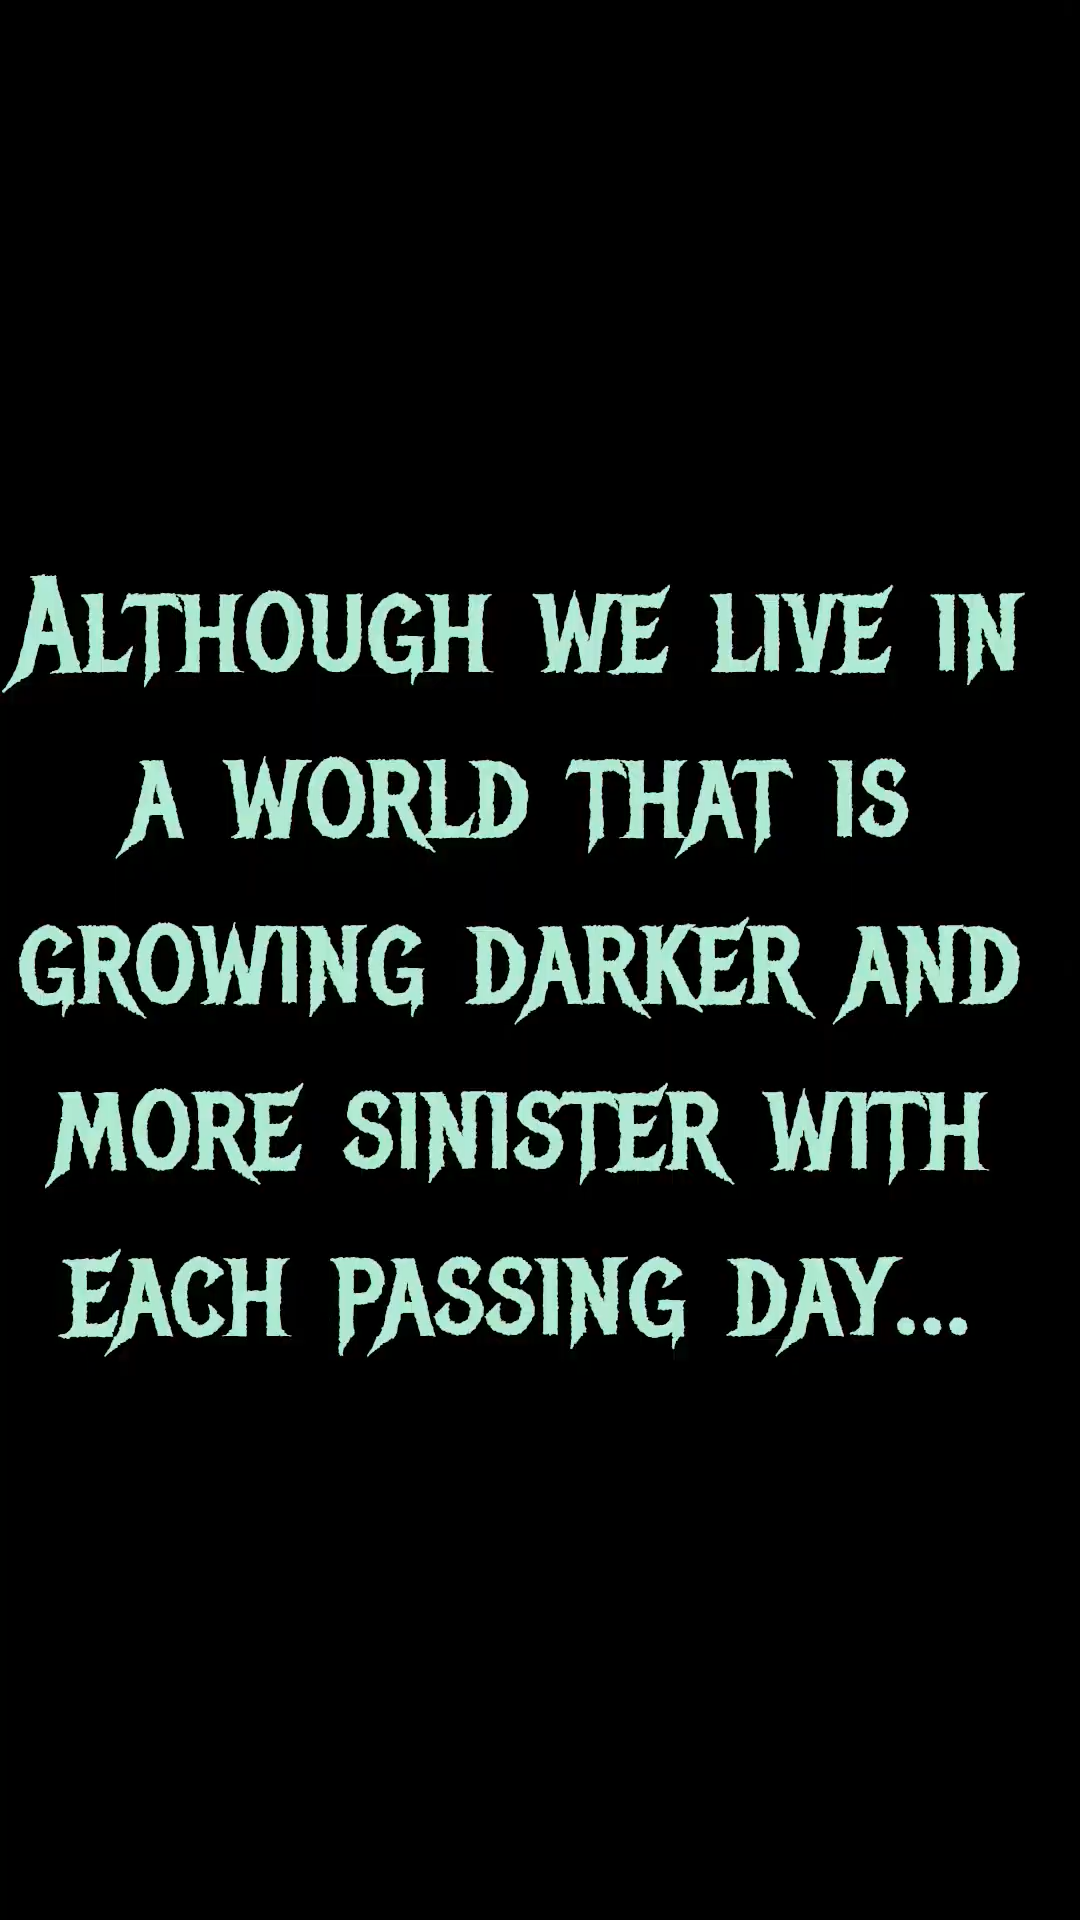 Although we live in
a world that is
growing darker and
more sinister with
each passing day...